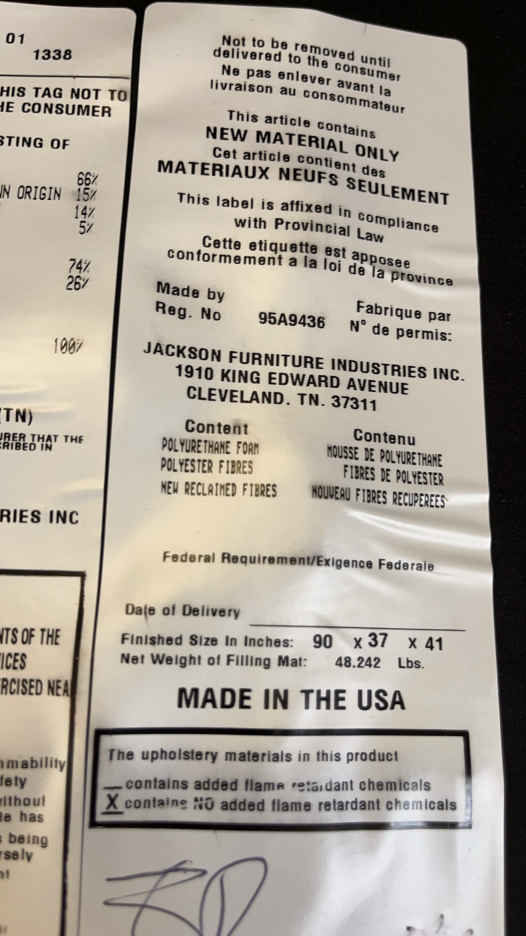 01
1338
HIS TAG NOT TO
HE CONSUMER
STING OF
66%
UN ORIGIN 15%
14%
5%
74%
26%
100%
(TN)
URER THAT THE
CRIBED IN
RIES INC
NTS OF THE
ICES
RCISED NEA
mmability
fety
without
le has
s being
rsely
Not to be removed until
delivered to the consumer
Ne pas enlever avant la
livraison au consommateur
This article contains
NEW MATERIAL ONLY
Cet article contient des
MATERIAUX NEUFS SEULEMENT
This label is affixed in compliance
with Provincial Law
Cette etiquette est apposee
conformement a la loi de la province
Made by Fabrique par
Reg. No 95A9436 N° de permis:
JACKSON FURNITURE INDUSTRIES INC.
1910 KING EDWARD AVENUE
CLEVELAND. TN. 37311
Content Contenu
POLYURETHANE FOAM MOUSSE DE POLYURETHANE
POLYESTER FIBRES FIBRES DE POLYESTER
NEW RECLAIMED FIBRES NOUVEAU FIBRES RECUPEREES
Federal Requirement/Exigence Federale
Date of Delivery
Finished Size In Inches: 90 x 37 x 41
Net Weight of Filling Mat: 48.242 Lbs.
MADE IN THE USA
The upholstery materials in this product
__ contains added flame retardant chemicals
X contains NO added flame retardant chemicals